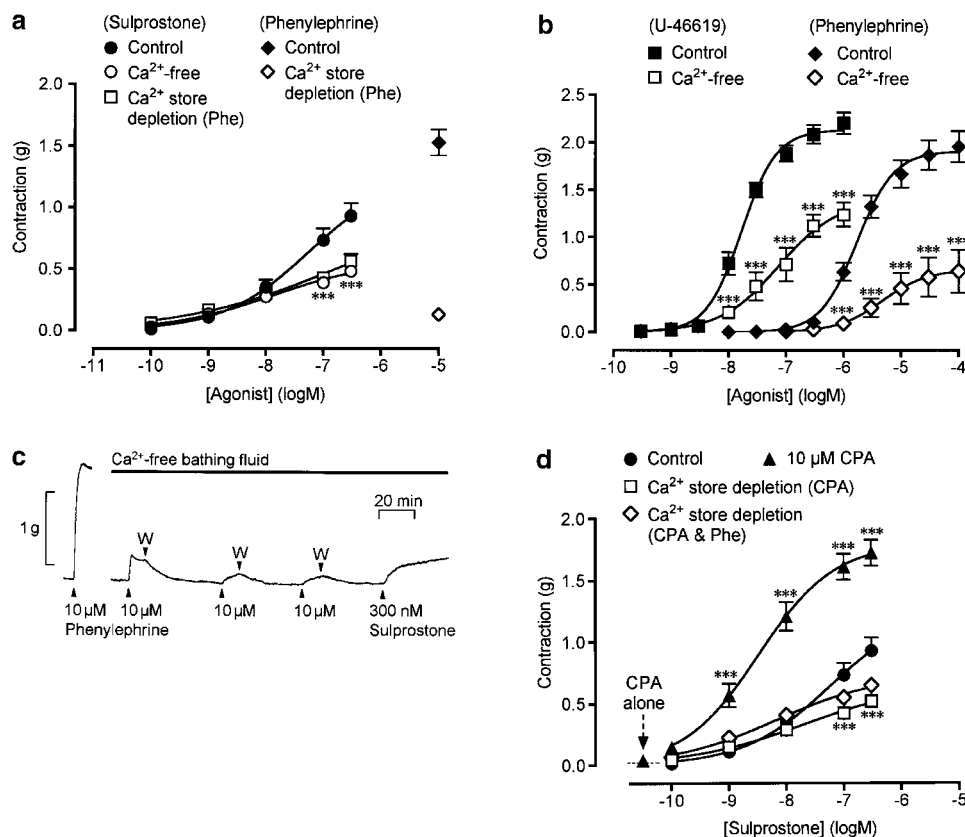 a
(Sulprostone)
Control
Ca²⁺-free
Ca²⁺ store
depletion (Phe)
(Phenylephrine)
Control
Ca²⁺ store
depletion (Phe)
2.0
1.5
1.0
0.5
0.0
Contraction (g)
***
***
-11
-10
-9
-8
-7
-6
-5
[Agonist] (logM)
b
(U-46619)
Control
Ca²⁺-free
(Phenylephrine)
Control
Ca²⁺-free
2.5
2.0
1.5
1.0
0.5
0.0
Contraction (g)
***
***
***
***
***
***
***
***
***
***
-10
-9
-8
-7
-6
-5
-4
[Agonist] (logM)
c
Ca²⁺-free bathing fluid
1 g
20 min
W
W
W
10 µM
10 µM
10 µM
10 µM
300 nM
Phenylephrine
Sulprostone
d
Control
10 µM CPA
Ca²⁺ store depletion (CPA)
Ca²⁺ store depletion
(CPA & Phe)
2.0
1.5
1.0
0.5
0.0
Contraction (g)
CPA
alone
***
***
***
***
***
***
-10
-9
-8
-7
-6
-5
[Sulprostone] (logM)